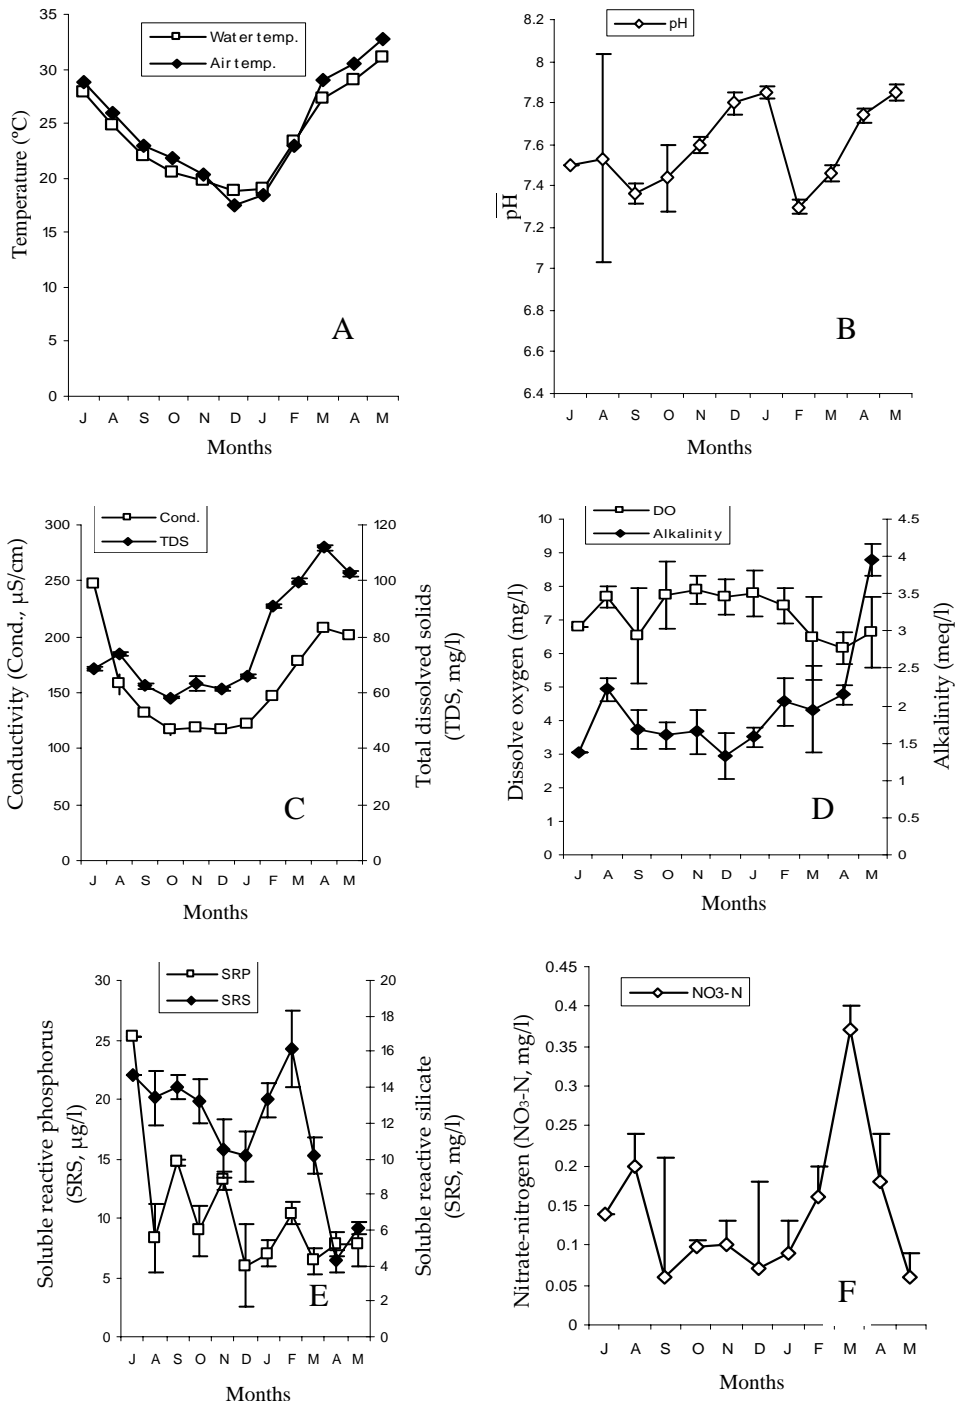 Water temp.
Air temp.
35
30
25
20
15
10
5
0
Temperature (ºC)
A
J A S O N D J F M A M
Months
pH
8.2
8
7.8
7.6
7.4
7.2
7
6.8
6.6
6.4
pH
B
J A S O N D J F M A M
Months
Cond.
TDS
300
250
200
150
100
50
0
Conductivity (Cond., µS/cm)
120
100
80
60
40
20
0
Total dissolved solids
(TDS, mg/l)
C
J A S O N D J F M A M
Months
DO
Alkalinity
10
9
8
7
6
5
4
3
2
1
0
Dissolve oxygen (mg/l)
4.5
4
3.5
3
2.5
2
1.5
1
0.5
0
Alkalinity (meq/l)
D
J A S O N D J F M A M
Months
SRP
SRS
30
25
20
15
10
5
0
Soluble reactive phosphorus
(SRS, µg/l)
20
18
16
14
12
10
8
6
4
2
0
Soluble reactive silicate
(SRS, mg/l)
E
J A S O N D J F M A M
Months
NO3-N
0.45
0.4
0.35
0.3
0.25
0.2
0.15
0.1
0.05
0
Nitrate-nitrogen (NO3-N, mg/l)
F
J A S O N D J F M A M
Months